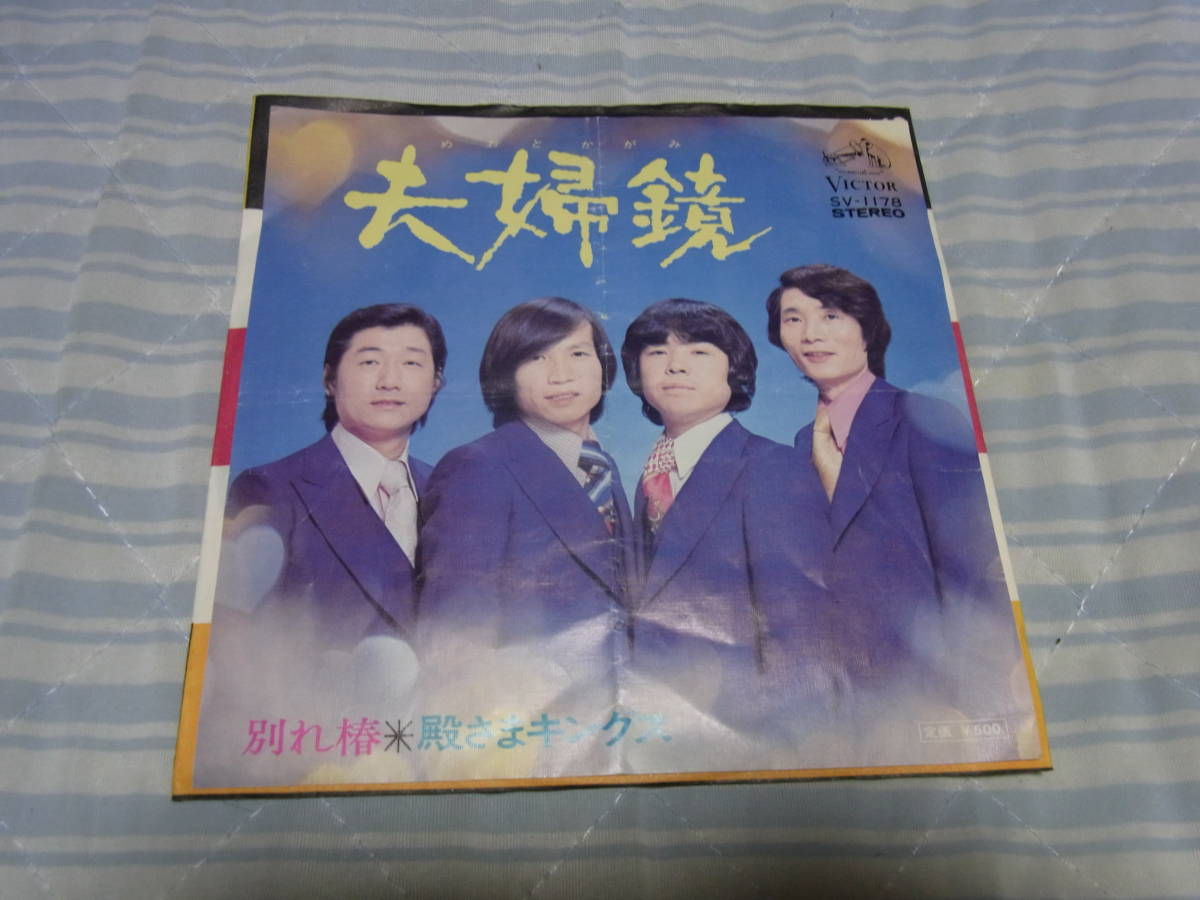 めおとかがみ
夫婦鏡
VICTOR
SV-1178
STEREO
別れ椿*殿さまキングス
定価 ¥500